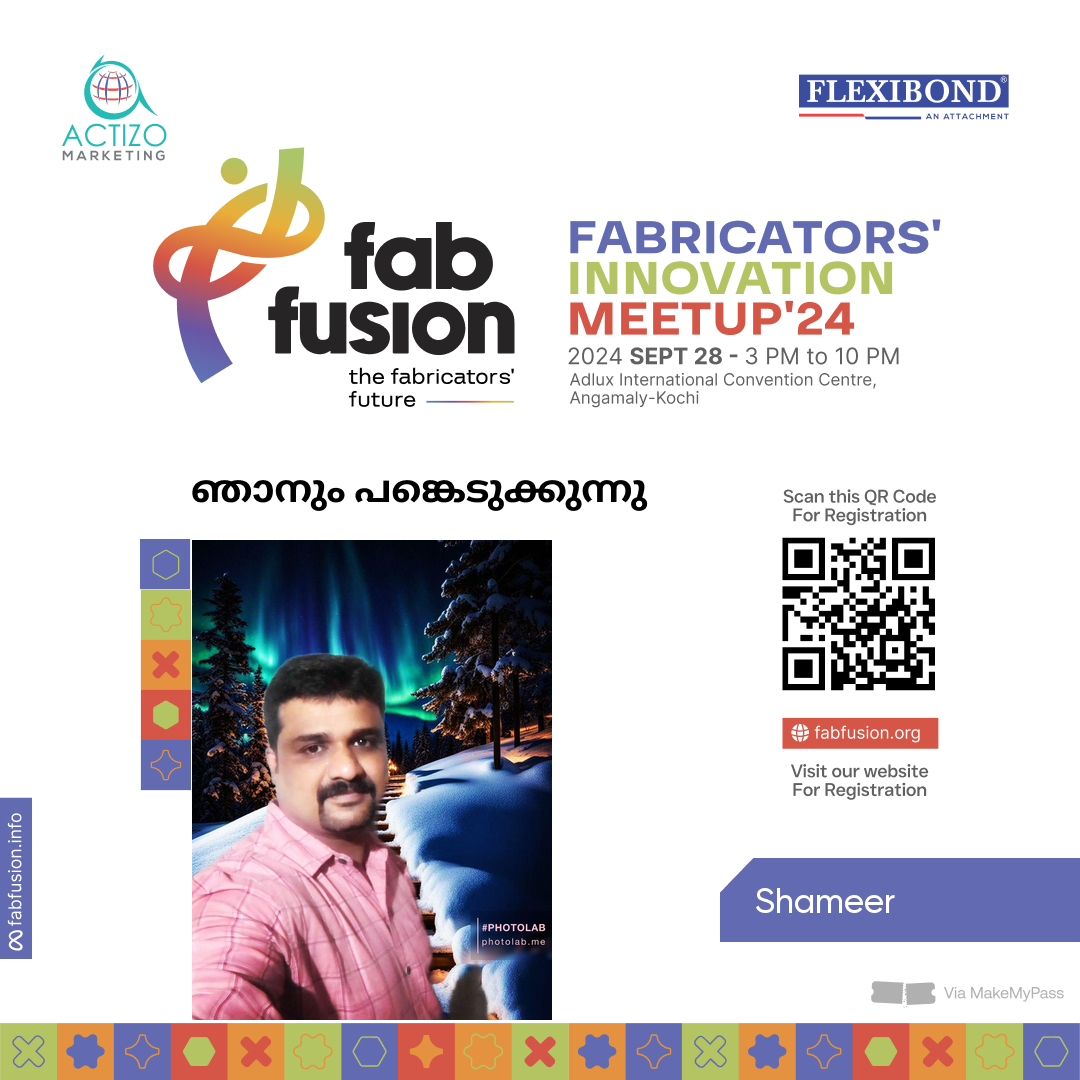 ACTIZO
MARKETING
FLEXIBOND®
AN ATTACHMENT
fab
fusion
the fabricators'
future
FABRICATORS'
INNOVATION
MEETUP'24
2024 SEPT 28 - 3 PM to 10 PM
Adlux International Convention Centre,
Angamaly-Kochi
ഞാനും പങ്കെടുക്കുന്നു
Scan this QR Code
For Registration
fabfusion.org
Visit our website
For Registration
fabfusion.info
#PHOTOLAB
photolab.me
Shameer
Via MakeMyPass